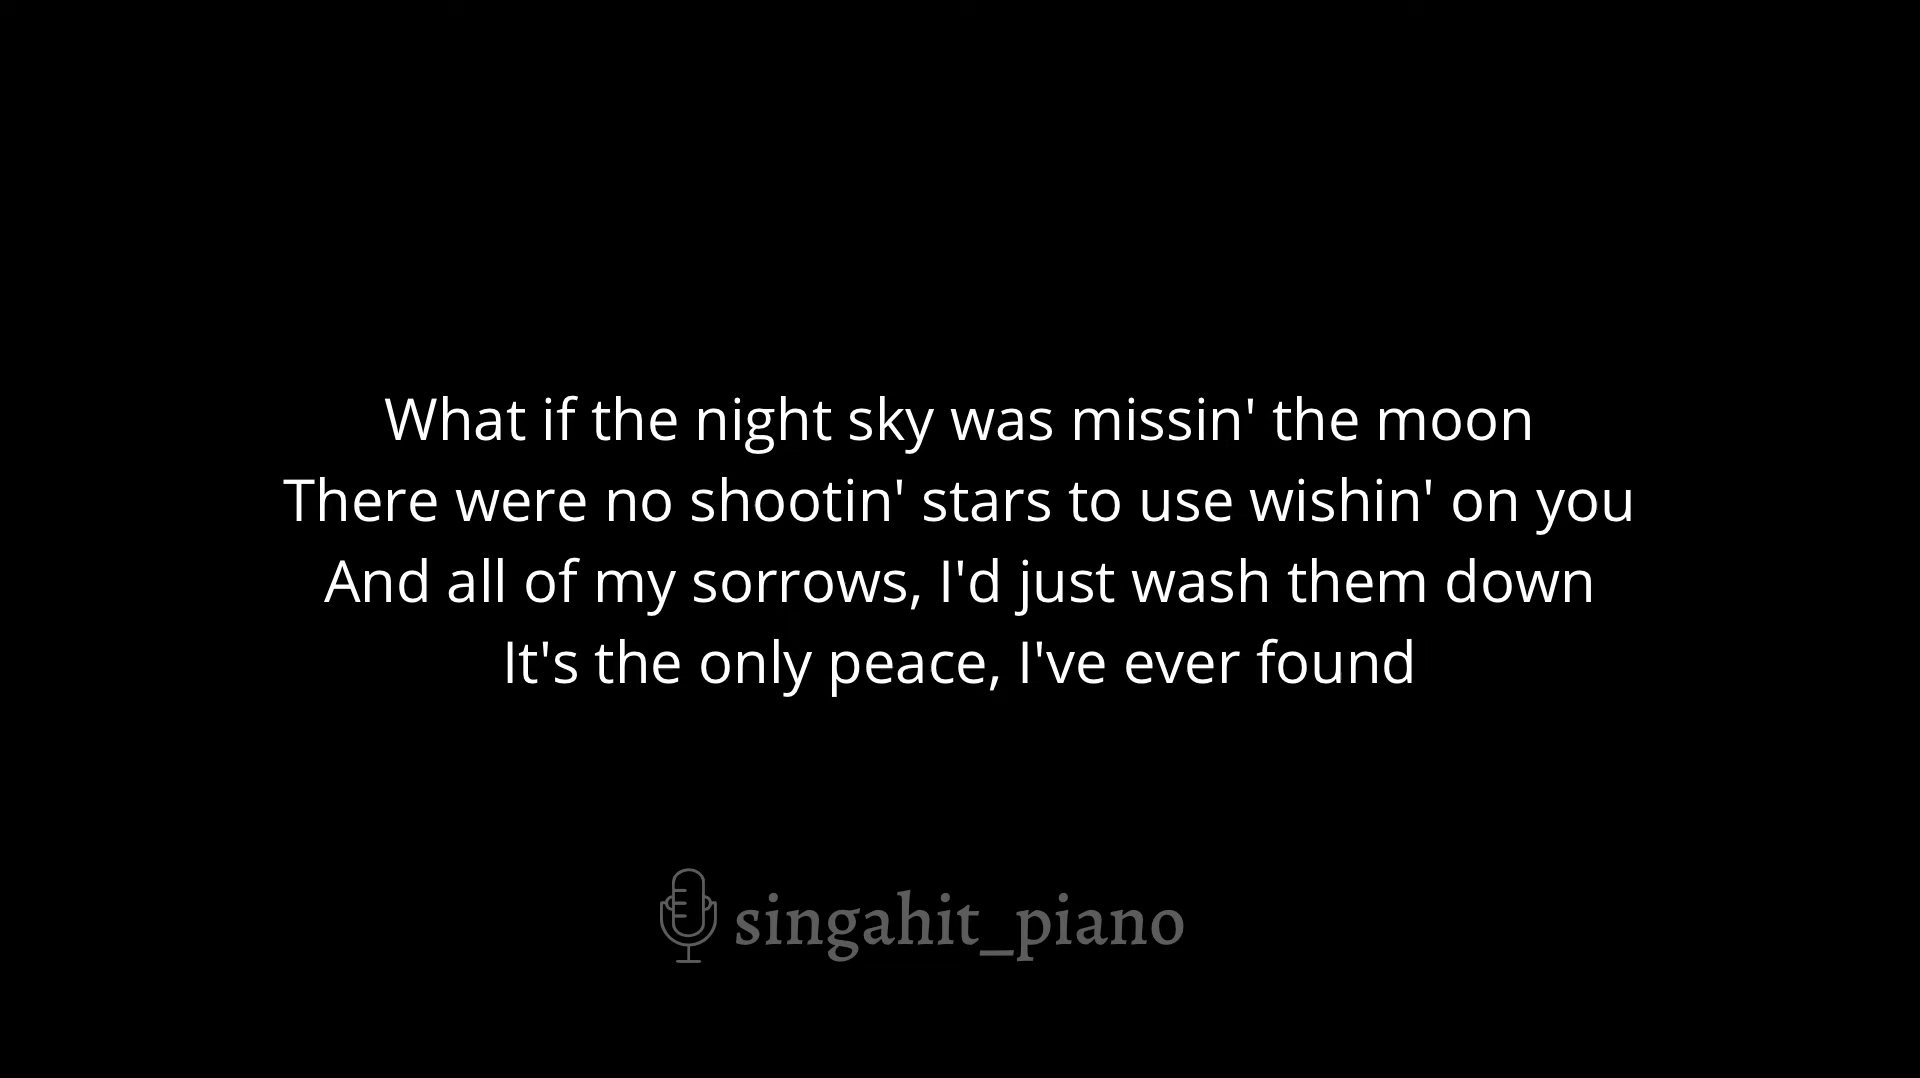 What if the night sky was missin' the moon
There were no shootin' stars to use wishin' on you
And all of my sorrows, I'd just wash them down
It's the only peace, I've ever found
singahit_piano